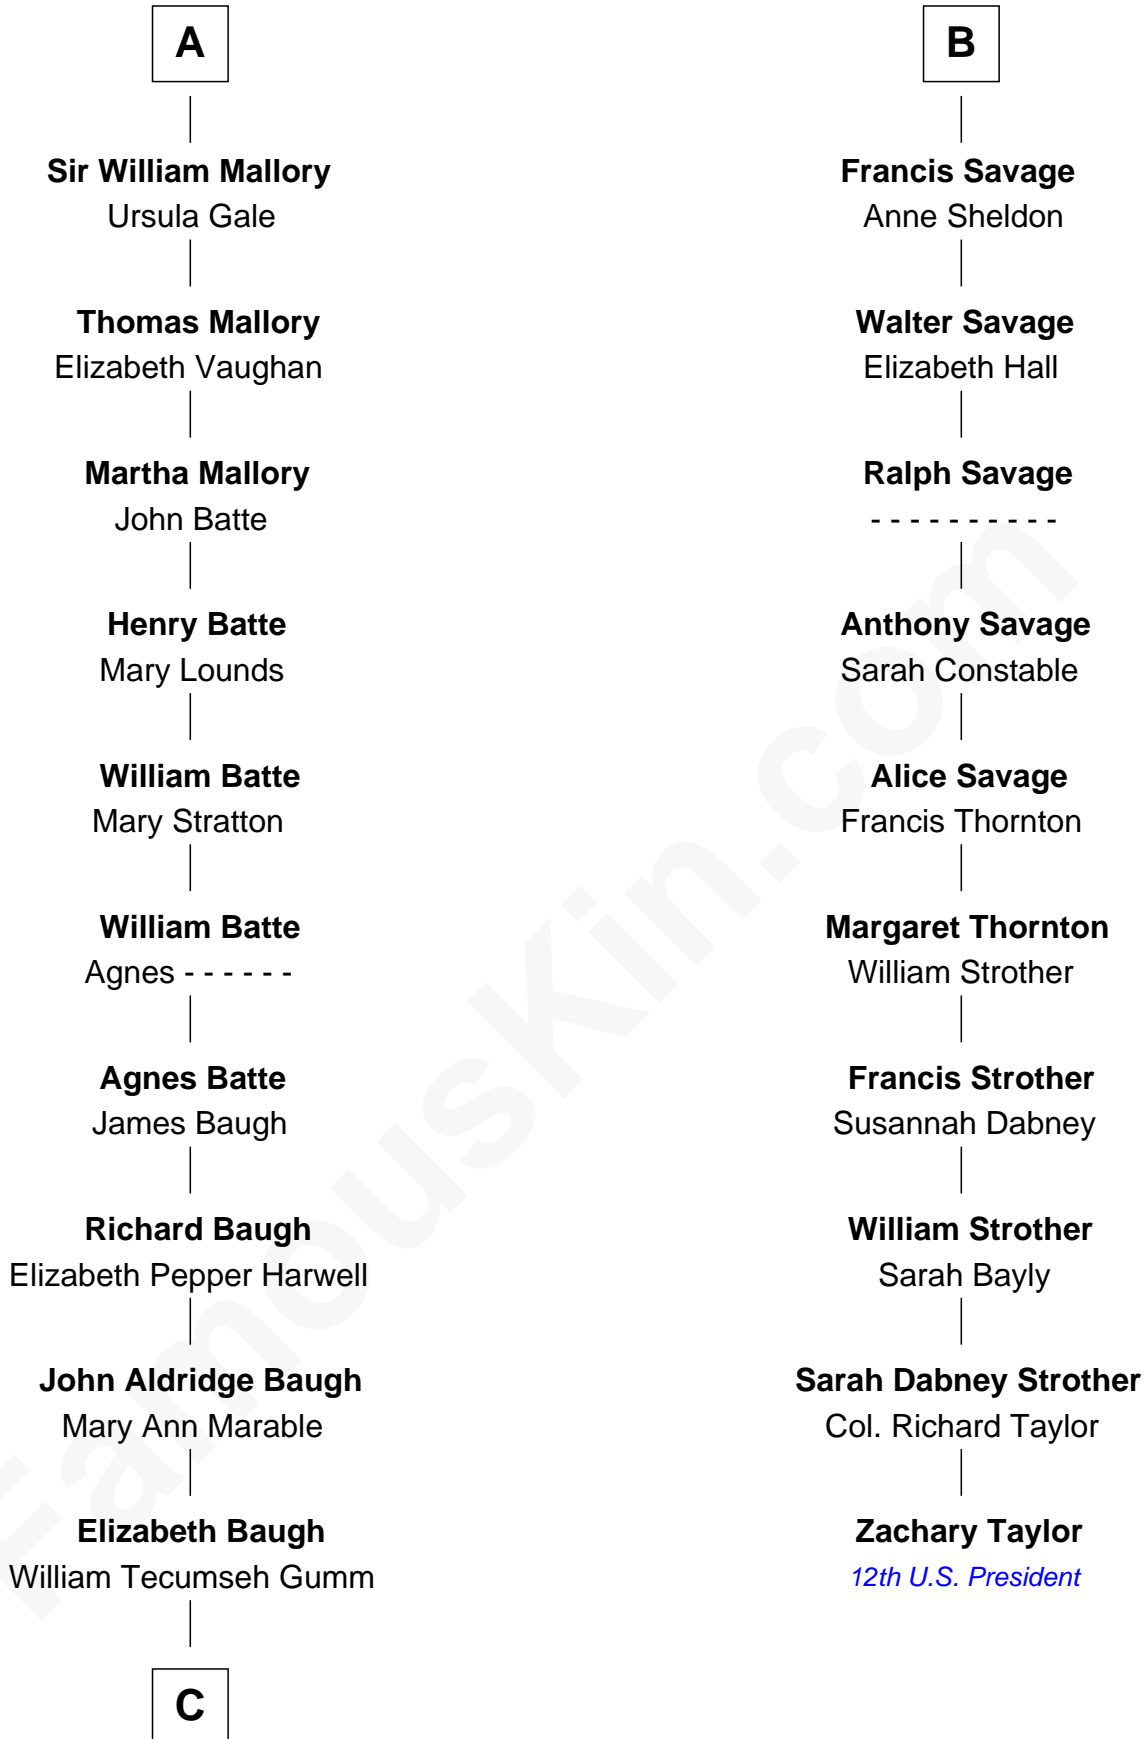 A
Sir William Mallory
Ursula Gale
Thomas Mallory
Elizabeth Vaughan
Martha Mallory
John Batte
Henry Batte
Mary Lounds
William Batte
Mary Stratton
William Batte
Agnes - - - - - -
Agnes Batte
James Baugh
Richard Baugh
Elizabeth Pepper Harwell
John Aldridge Baugh
Mary Ann Marable
Elizabeth Baugh
William Tecumseh Gumm
C
B
Francis Savage
Anne Sheldon
Walter Savage
Elizabeth Hall
Ralph Savage
- - - - - - - - - -
Anthony Savage
Sarah Constable
Alice Savage
Francis Thornton
Margaret Thornton
William Strother
Francis Strother
Susannah Dabney
William Strother
Sarah Bayly
Sarah Dabney Strother
Col. Richard Taylor
Zachary Taylor
12th U.S. President
FamousKin.com